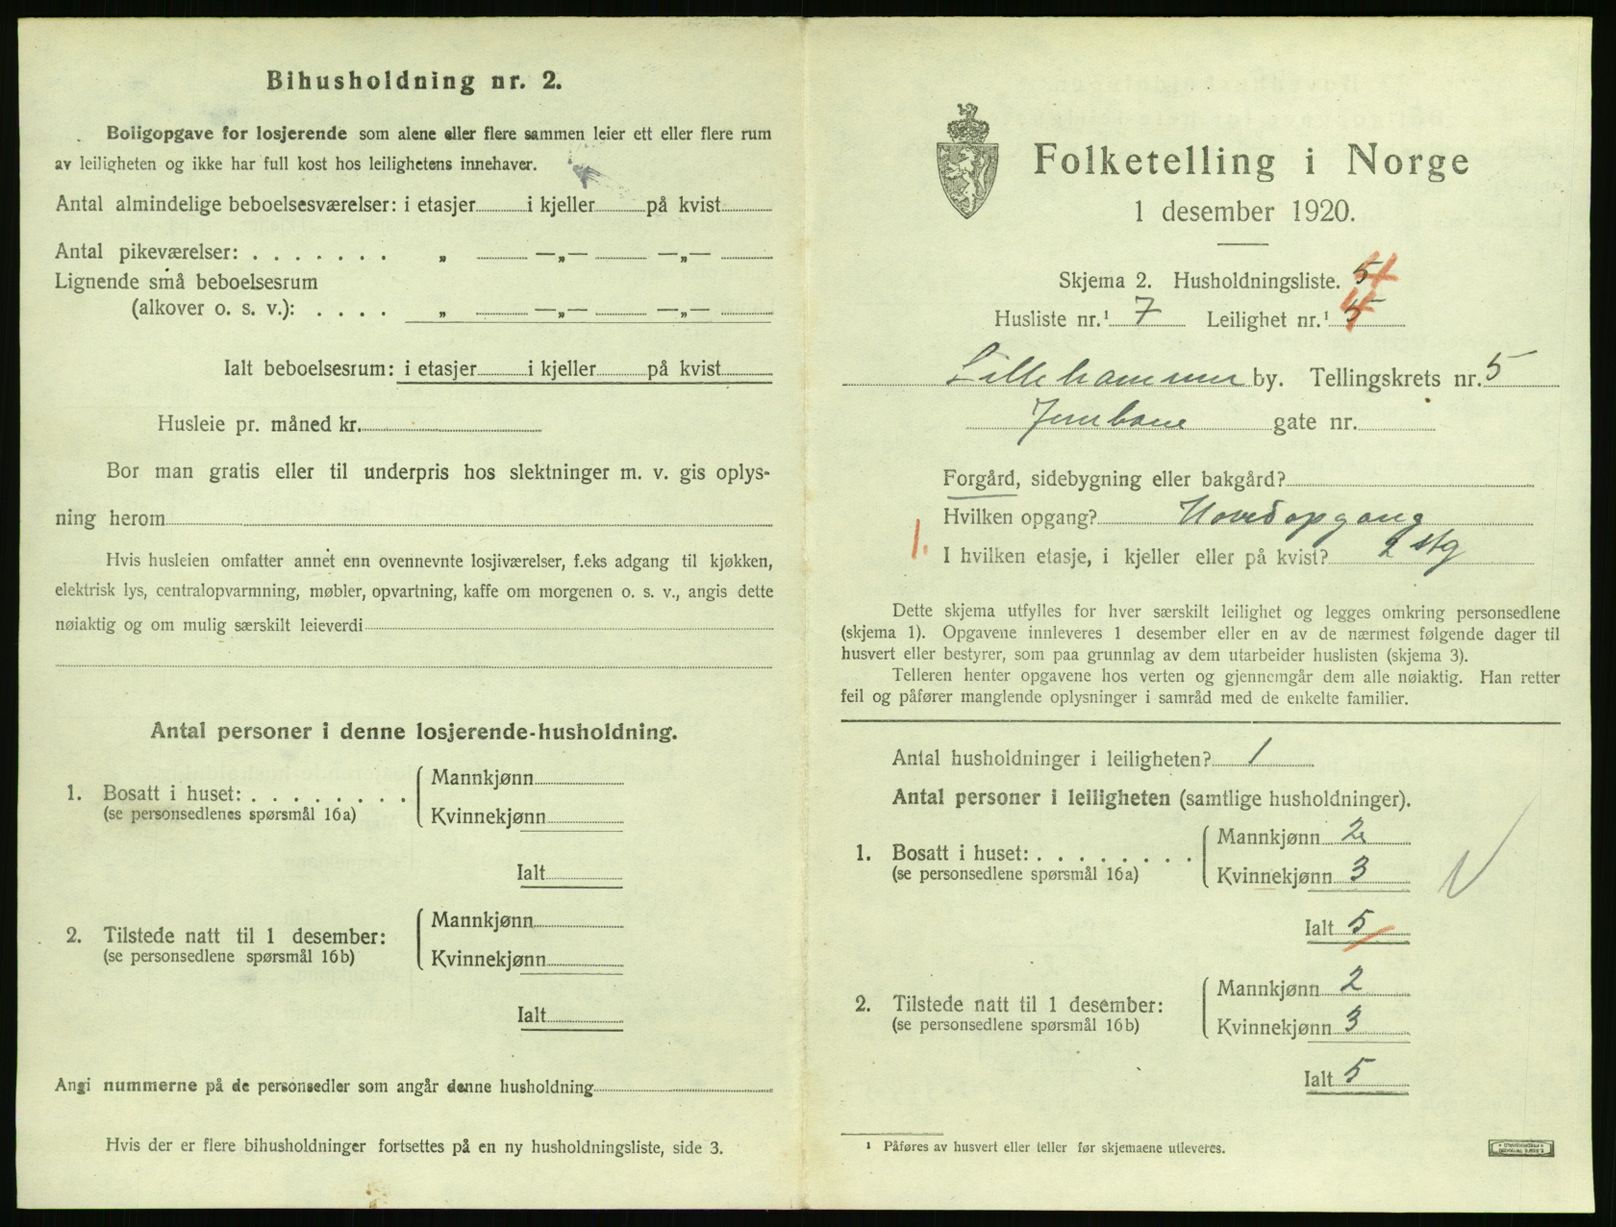 Bihusholdning nr. 2.
Boligopgave for losjerende som alene eller flere sammen leier ett eller flere rum
av leiligheten og ikke har full kost hos leilighetens innehaver.
Antal almindelige beboelsesværelser: i etasjer i kjeller på kvist
Antal pikeværelser: . . . . . . . „ —„— —„—
Lignende små beboelsesrum
(alkover o. s. v.): . . . . „ —„— —„—
Ialt beboelsesrum: i etasjer i kjeller på kvist
Husleie pr. måned kr.
Bor man gratis eller til underpris hos slektninger m. v. gis oplys-
ning herom
Hvis husleien omfatter annet enn ovennevnte losjiværelser, f.eks adgang til kjøkken,
elektrisk lys, centralopvarmning, møbler, opvartning, kaffe om morgenen o. s. v., angis dette
nøiaktig og om mulig særskilt leieverdi
Antal personer i denne losjerende-husholdning.
1. Bosatt i huset: . . . . . . . .
(se personsedlenes spørsmål 16a)
Mannkjønn
Kvinnekjønn
Ialt
2. Tilstede natt til 1 desember:
(se personsedlene spørsmål 16b)
Mannkjønn
Kvinnekjønn
Ialt
Angi nummerne på de personsedler som angår denne husholdning
Hvis der er flere bihusholdninger fortsettes på en ny husholdningsliste, side 3.
Folketelling i Norge
1 desember 1920.
Skjema 2. Husholdningsliste. 5 4
Husliste nr.¹ 7 Leilighet nr.¹ 5 4
Lillehammer by. Tellingskrets nr. 5
Jernbane gate nr.
Forgård, sidebygning eller bakgård?
Hvilken opgang? Hovedopgang
1. I hvilken etasje, i kjeller eller på kvist? 2 etg
Dette skjema utfylles for hver særskilt leilighet og legges omkring personsedlene
(skjema 1). Opgavene innleveres 1 desember eller en av de nærmest følgende dager til
husvert eller bestyrer, som paa grunnlag av dem utarbeider huslisten (skjema 3).
Telleren henter opgavene hos verten og gjennemgår dem alle nøiaktig. Han retter
feil og påfører manglende oplysninger i samråd med de enkelte familier.
Antal husholdninger i leiligheten? 1
Antal personer i leiligheten (samtlige husholdninger).
1. Bosatt i huset: . . . . . . . .
(se personsedlene spørsmål 16a)
Mannkjønn 2
Kvinnekjønn 3
Ialt 5
2. Tilstede natt til 1 desember:
(se personsedlene spørsmål 16b)
Mannkjønn 2
Kvinnekjønn 3
Ialt 5
¹ Påføres av husvert eller teller før skjemaene utleveres.